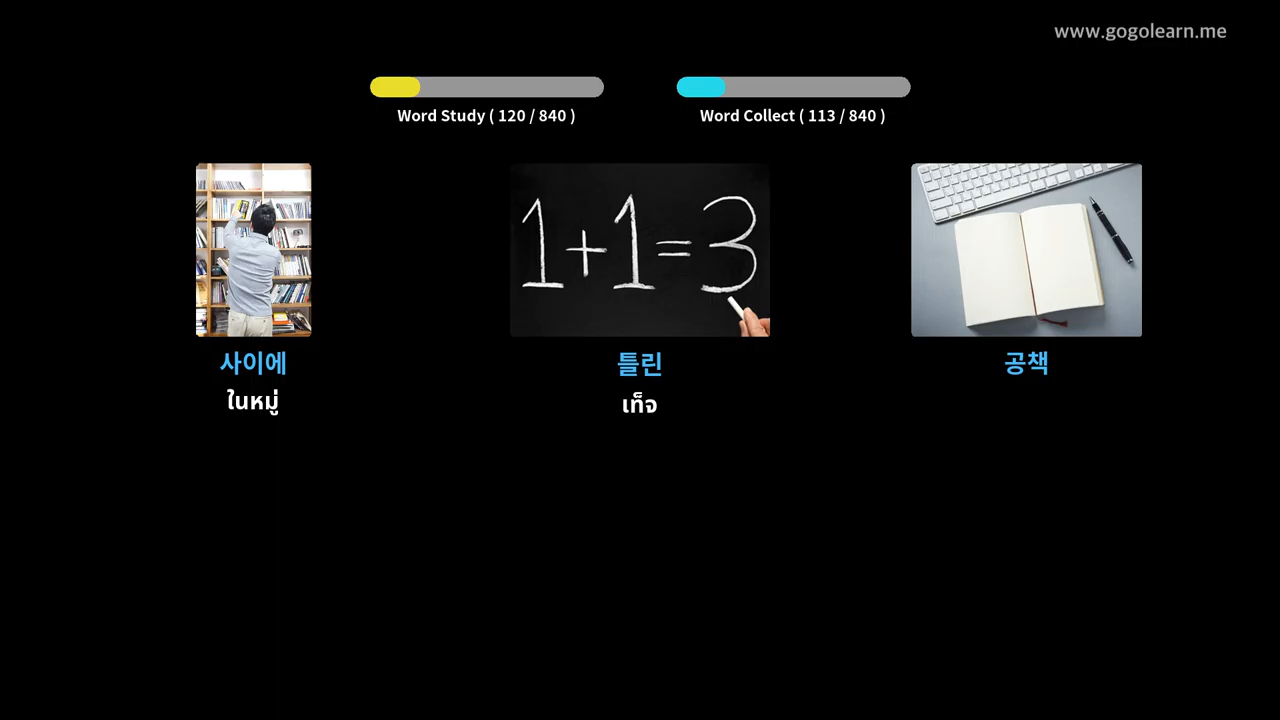 www.gogolearn.me
Word Study ( 120 / 840 )
Word Collect ( 113 / 840 )
1+1=3
사이에
틀린
공책
ในหมู่
เท็จ